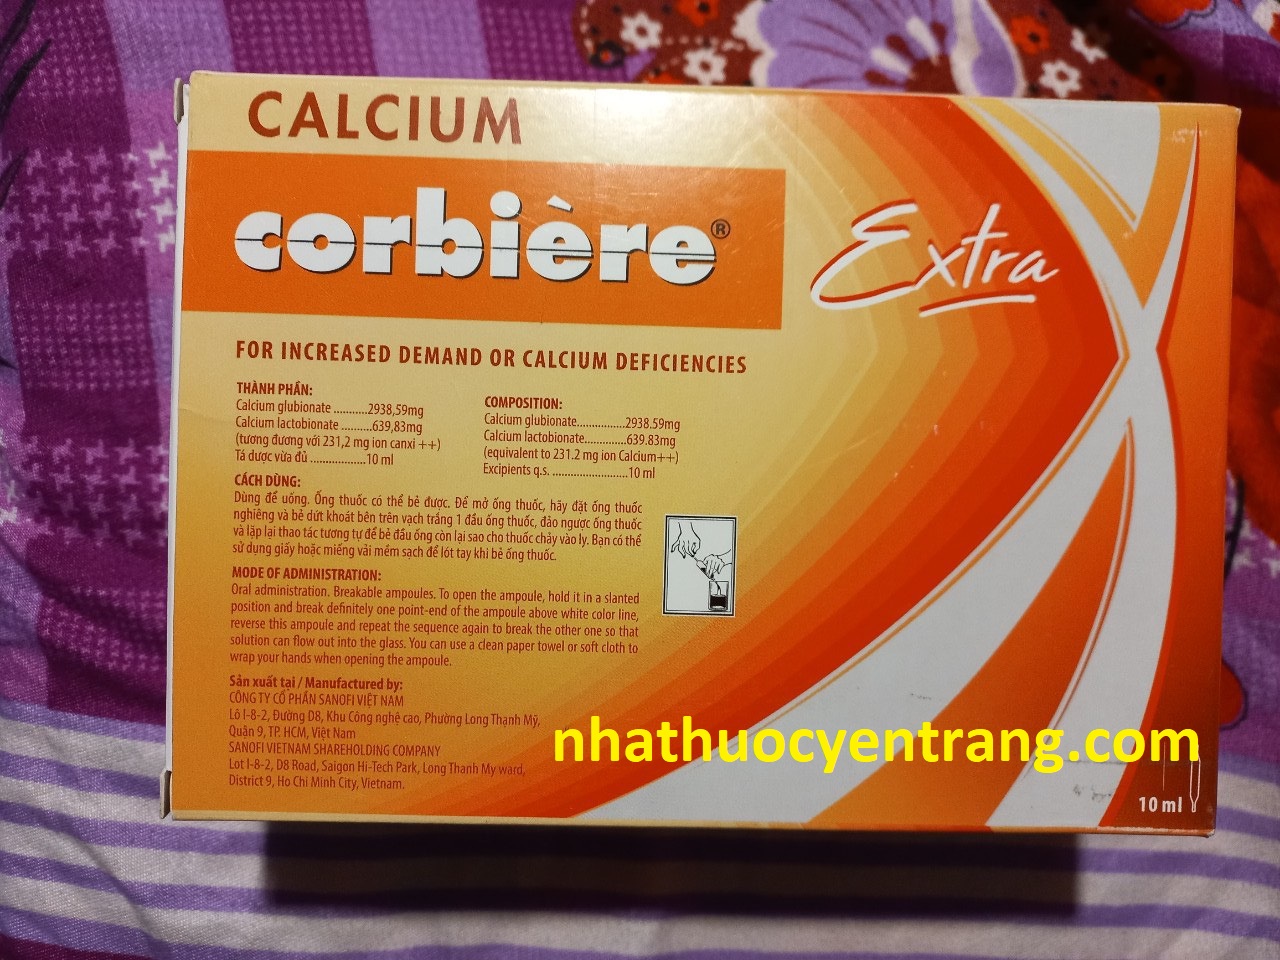 CALCIUM
corbière®
Extra
FOR INCREASED DEMAND OR CALCIUM DEFICIENCIES
THÀNH PHẦN:
Calcium glubionate ...........2938,59mg
Calcium lactobionate ..........639,83mg
(tương đương với 231,2 mg ion canxi ++)
Tá dược vừa đủ ..................10 ml
COMPOSITION:
Calcium glubionate................2938.59mg
Calcium lactobionate.............639.83mg
(equivalent to 231.2 mg ion Calcium++)
Excipients q.s. .........................10 ml
CÁCH DÙNG:
Dùng để uống. Ống thuốc có thể bẻ được. Để mở ống thuốc, hãy đặt ống thuốc
nghiêng và bẻ dứt khoát bên trên vạch trắng 1 đầu ống thuốc, đảo ngược ống thuốc
và lặp lại thao tác tương tự để bẻ đầu ống còn lại sao cho thuốc chảy vào ly. Bạn có thể
sử dụng giấy hoặc miếng vải mềm sạch để lót tay khi bẻ ống thuốc.
MODE OF ADMINISTRATION:
Oral administration. Breakable ampoules. To open the ampoule, hold it in a slanted
position and break definitely one point-end of the ampoule above white color line,
reverse this ampoule and repeat the sequence again to break the other one so that
solution can flow out into the glass. You can use a clean paper towel or soft cloth to
wrap your hands when opening the ampoule.
Sản xuất tại / Manufactured by:
CÔNG TY CỔ PHẦN SANOFI VIỆT NAM
Lô I-8-2, Đường D8, Khu Công nghệ cao, Phường Long Thạnh Mỹ,
Quận 9, TP. HCM, Việt Nam
SANOFI VIETNAM SHAREHOLDING COMPANY
Lot I-8-2, D8 Road, Saigon Hi-Tech Park, Long Thanh My ward,
District 9, Ho Chi Minh City, Vietnam.
nhathuocyentrang.com
10 ml